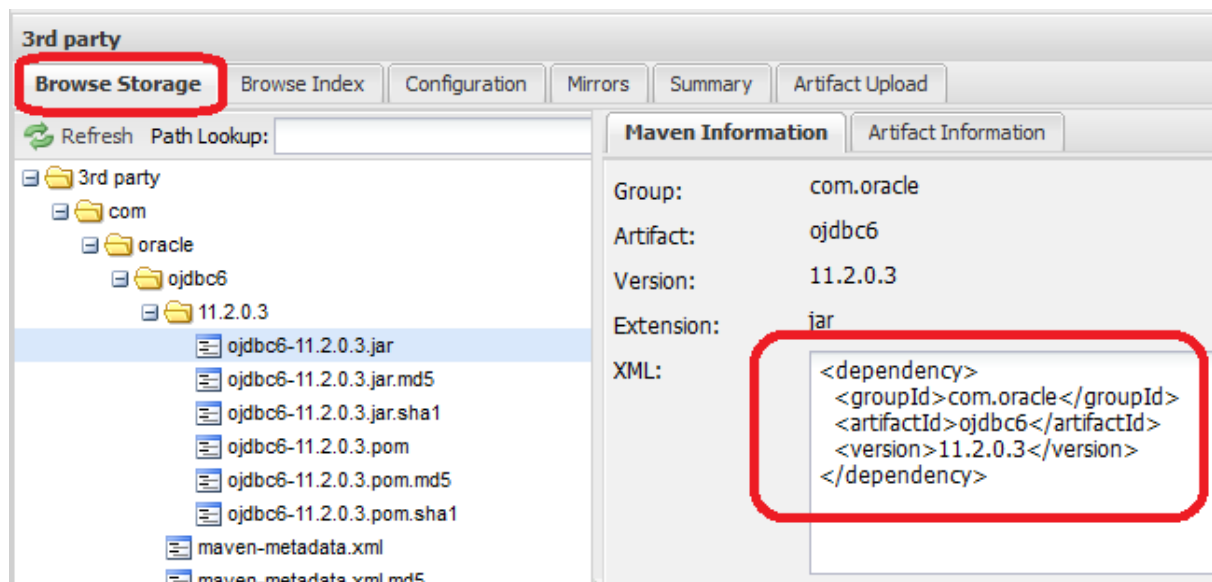 3rd party
Browse Storage Browse Index Configuration Mirrors Summary Artifact Upload
Refresh Path Lookup:
3rd party
com
oracle
ojdbc6
11.2.0.3
ojdbc6-11.2.0.3.jar
ojdbc6-11.2.0.3.jar.md5
ojdbc6-11.2.0.3.jar.sha1
ojdbc6-11.2.0.3.pom
ojdbc6-11.2.0.3.pom.md5
ojdbc6-11.2.0.3.pom.sha1
maven-metadata.xml
maven-metadata.xml.md5
Maven Information Artifact Information
Group: com.oracle
Artifact: ojdbc6
Version: 11.2.0.3
Extension: jar
XML: <dependency>
<groupId>com.oracle</groupId>
<artifactId>ojdbc6</artifactId>
<version>11.2.0.3</version>
</dependency>